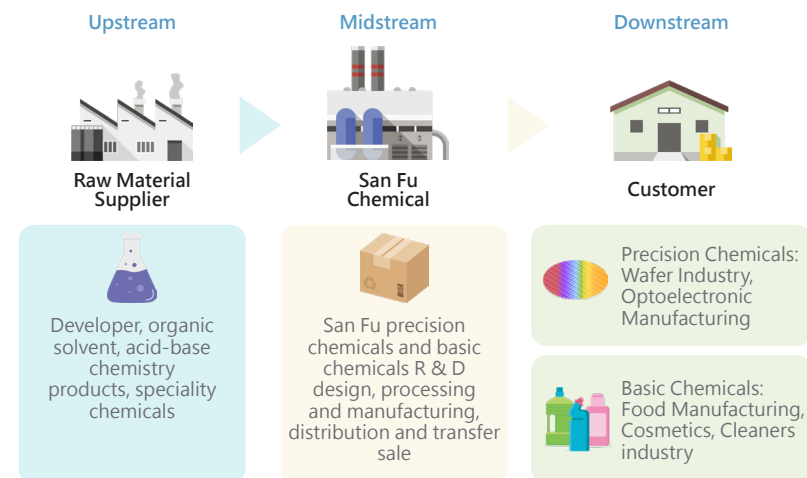 Upstream
Midstream
Downstream
Raw Material
Supplier
San Fu
Chemical
Customer
Developer, organic
solvent, acid-base
chemistry
products, speciality
chemicals
San Fu precision
chemicals and basic
chemicals R & D
design, processing
and manufacturing,
distribution and transfer
sale
Precision Chemicals:
Wafer Industry,
Optoelectronic
Manufacturing
Basic Chemicals:
Food Manufacturing,
Cosmetics, Cleaners
industry